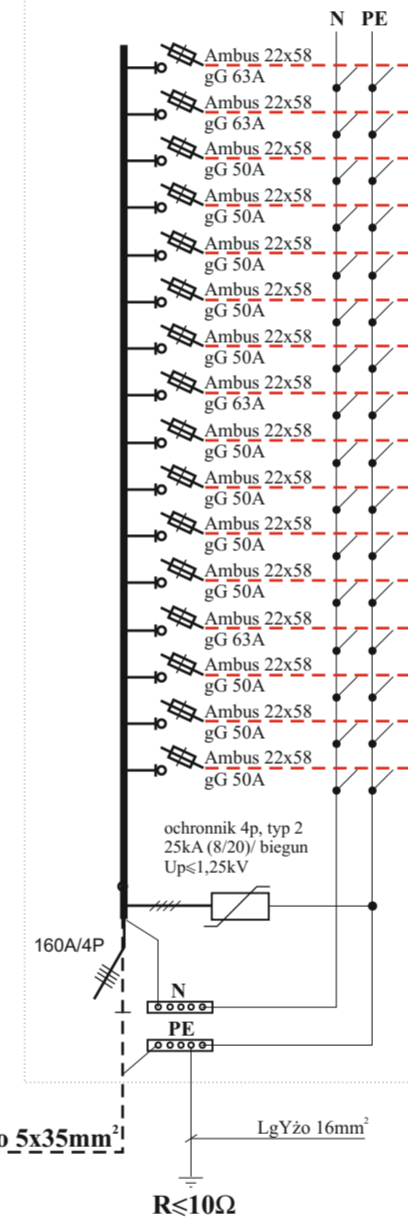 N PE
Ambus 22x58
gG 63A
Ambus 22x58
gG 63A
Ambus 22x58
gG 50A
Ambus 22x58
gG 50A
Ambus 22x58
gG 50A
Ambus 22x58
gG 50A
Ambus 22x58
gG 50A
Ambus 22x58
gG 63A
Ambus 22x58
gG 50A
Ambus 22x58
gG 50A
Ambus 22x58
gG 50A
Ambus 22x58
gG 50A
Ambus 22x58
gG 63A
Ambus 22x58
gG 50A
Ambus 22x58
gG 50A
Ambus 22x58
gG 50A
ochronnik 4p, typ 2
25kA (8/20)/ biegun
Up≤1,25kV
160A/4P
N
PE
o 5x35mm²
LgYżo 16mm²
R≤10Ω